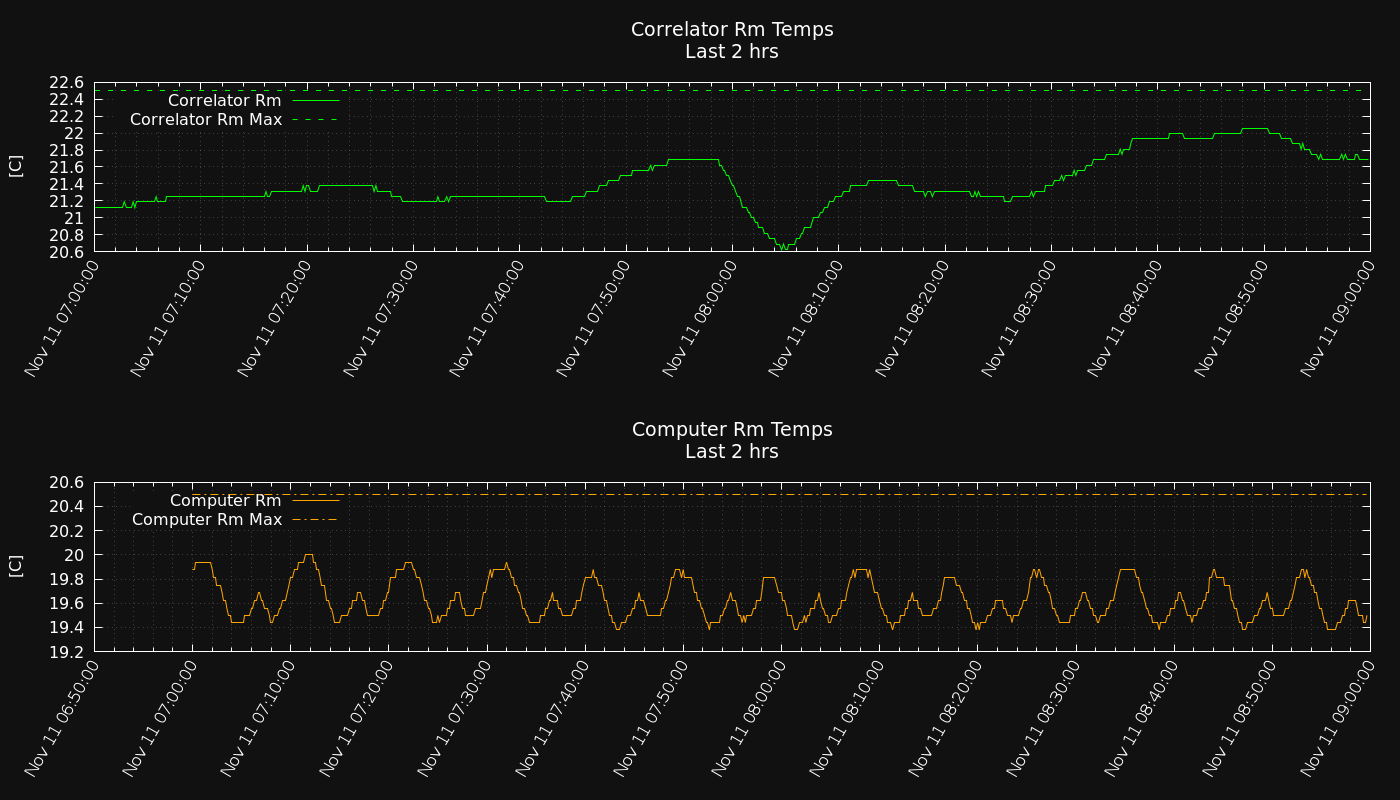 Correlator Rm Temps
Last 2 hrs
22.6
22.4
22.2
22
21.8
21.6
21.4
21.2
21
20.8
20.6
[C]
Correlator Rm
Correlator Rm Max
Nov 11 07:00:00
Nov 11 07:10:00
Nov 11 07:20:00
Nov 11 07:30:00
Nov 11 07:40:00
Nov 11 07:50:00
Nov 11 08:00:00
Nov 11 08:10:00
Nov 11 08:20:00
Nov 11 08:30:00
Nov 11 08:40:00
Nov 11 08:50:00
Nov 11 09:00:00
Computer Rm Temps
Last 2 hrs
20.6
20.4
20.2
20
19.8
19.6
19.4
19.2
[C]
Computer Rm
Computer Rm Max
Nov 11 06:50:00
Nov 11 07:00:00
Nov 11 07:10:00
Nov 11 07:20:00
Nov 11 07:30:00
Nov 11 07:40:00
Nov 11 07:50:00
Nov 11 08:00:00
Nov 11 08:10:00
Nov 11 08:20:00
Nov 11 08:30:00
Nov 11 08:40:00
Nov 11 08:50:00
Nov 11 09:00:00